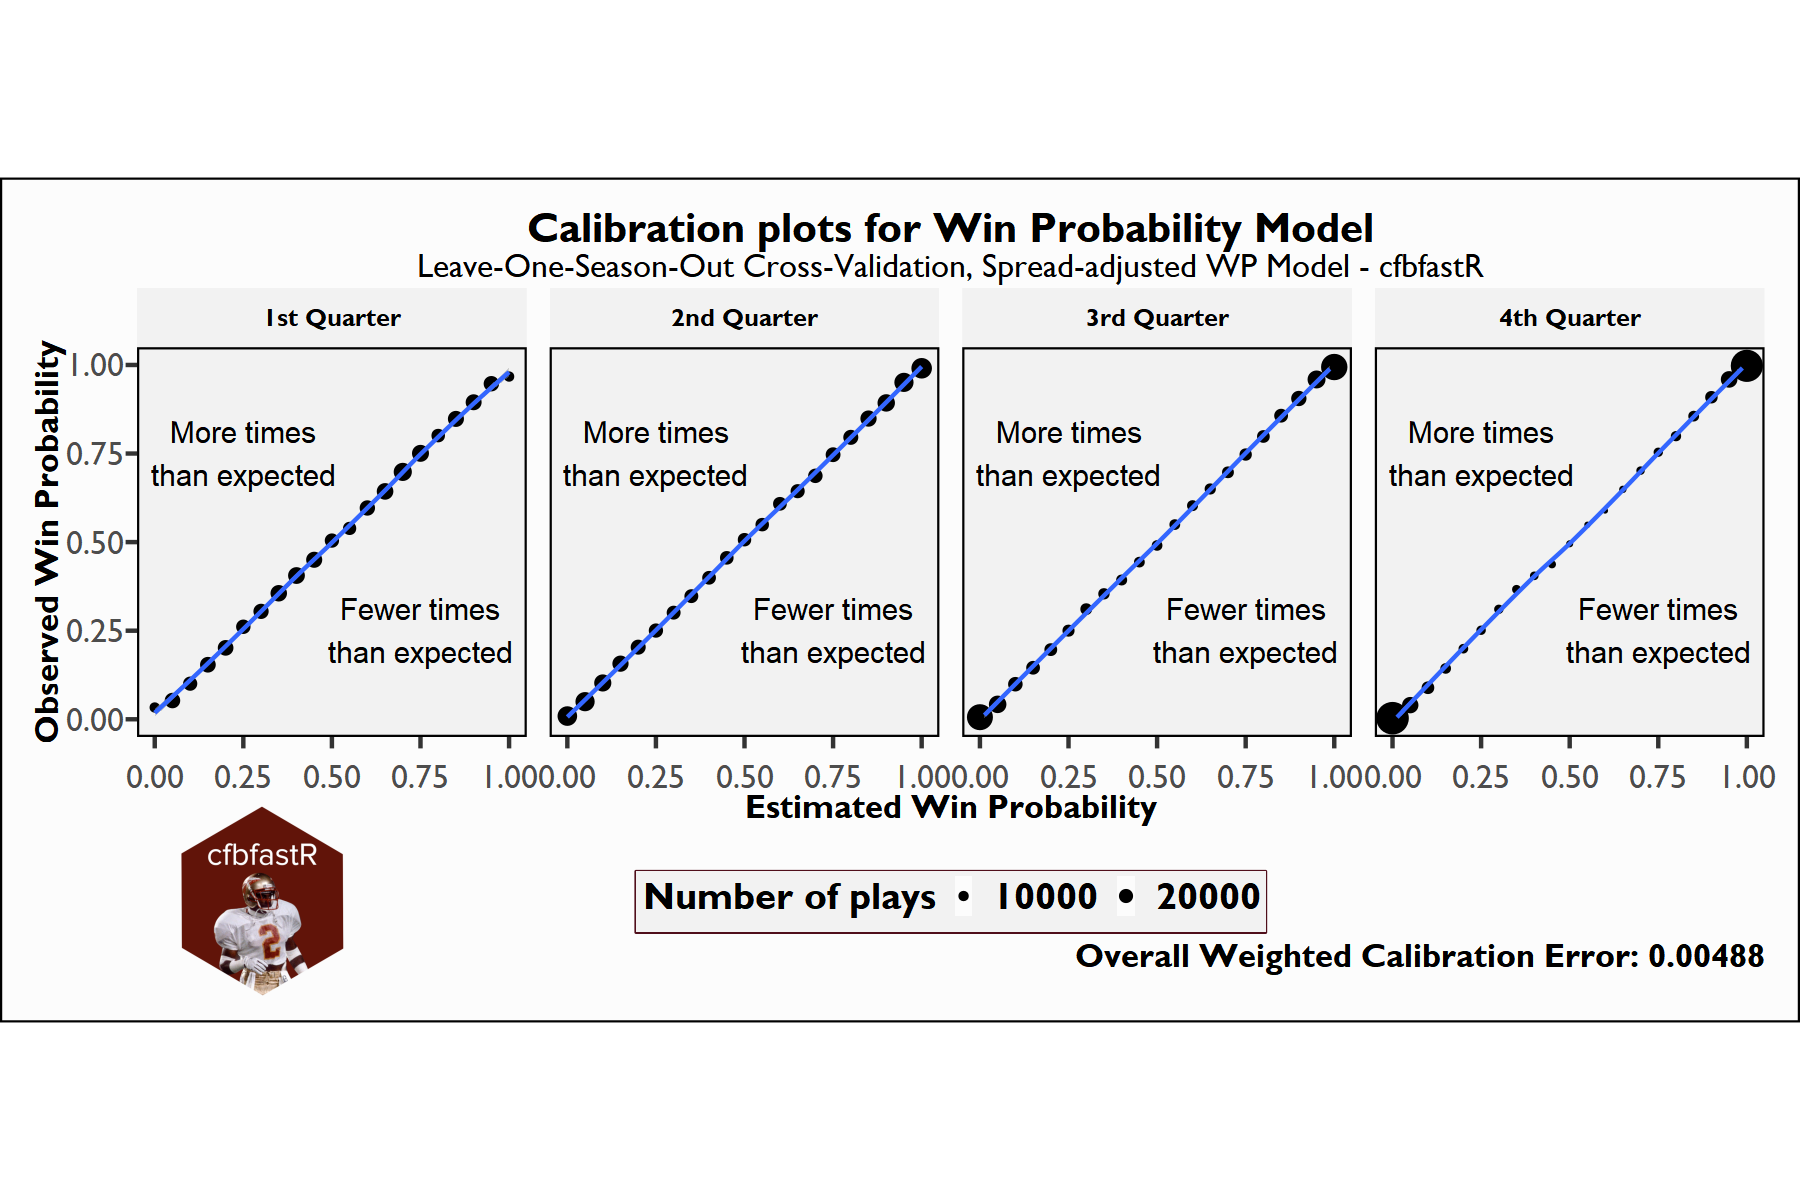 Calibration plots for Win Probability Model
Leave-One-Season-Out Cross-Validation, Spread-adjusted WP Model - cfbfastR
1st Quarter
2nd Quarter
3rd Quarter
4th Quarter
Observed Win Probability
1.00
0.75
0.50
0.25
0.00
More times
than expected
Fewer times
than expected
More times
than expected
Fewer times
than expected
More times
than expected
Fewer times
than expected
More times
than expected
Fewer times
than expected
0.00 0.25 0.50 0.75 1.00
0.00 0.25 0.50 0.75 1.00
0.00 0.25 0.50 0.75 1.00
0.00 0.25 0.50 0.75 1.00
Estimated Win Probability
cfbfastR
2
Number of plays 10000 20000
Overall Weighted Calibration Error: 0.00488